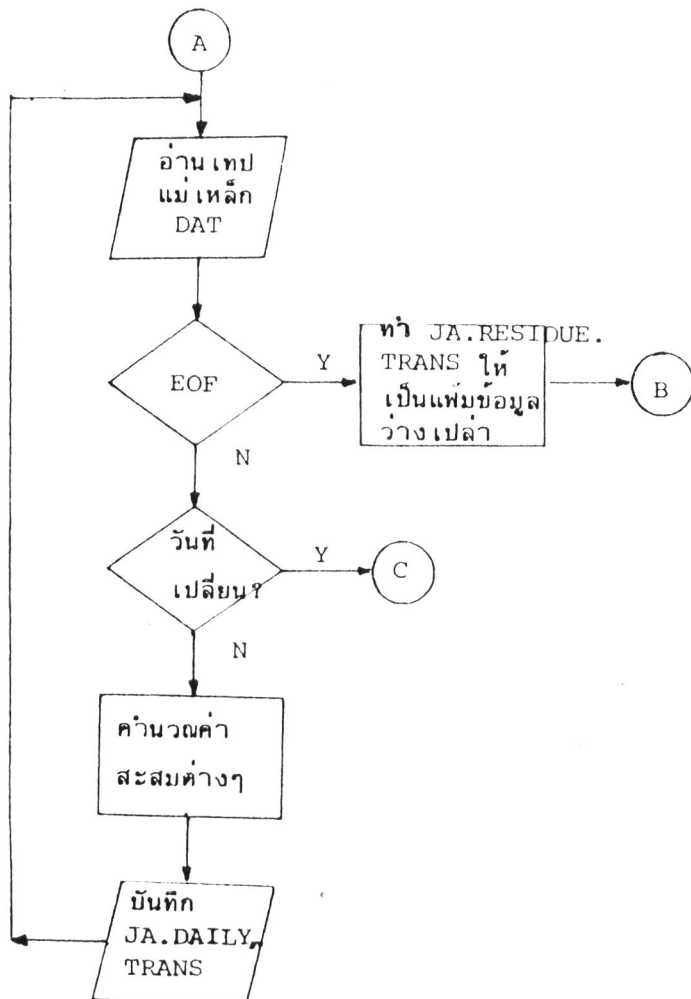 A
อ่านเทป
แม่เหล็ก
DAT
EOF
Y
ทำ JA.RESIDUE.
TRANS ให้
เป็นแฟ้มข้อมูล
ว่างเปล่า
B
N
วันที่
เปลี่ยน?
Y
C
N
คำนวณค่า
สะสมต่างๆ
บันทึก
JA.DAILY,
TRANS